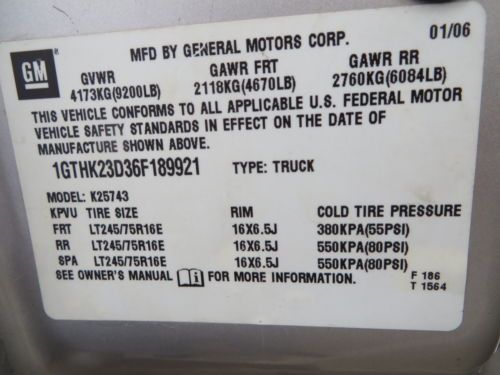 MFD BY GENERAL MOTORS CORP. 01/06
GM
GVWR GAWR FRT GAWR RR
4173KG(9200LB) 2118KG(4670LB) 2760KG(6084LB)
THIS VEHICLE CONFORMS TO ALL APPLICABLE U.S. FEDERAL MOTOR
VEHICLE SAFETY STANDARDS IN EFFECT ON THE DATE OF
MANUFACTURE SHOWN ABOVE.
1GTHK23D36F189921 TYPE: TRUCK
MODEL: K25743
KPVU TIRE SIZE RIM COLD TIRE PRESSURE
FRT LT245/75R16E 16X6.5J 380KPA(55PSI)
RR LT245/75R16E 16X6.5J 550KPA(80PSI)
SPA LT245/75R16E 16X6.5J 550KPA(80PSI)
SEE OWNER'S MANUAL FOR MORE INFORMATION. F 186
T 1564